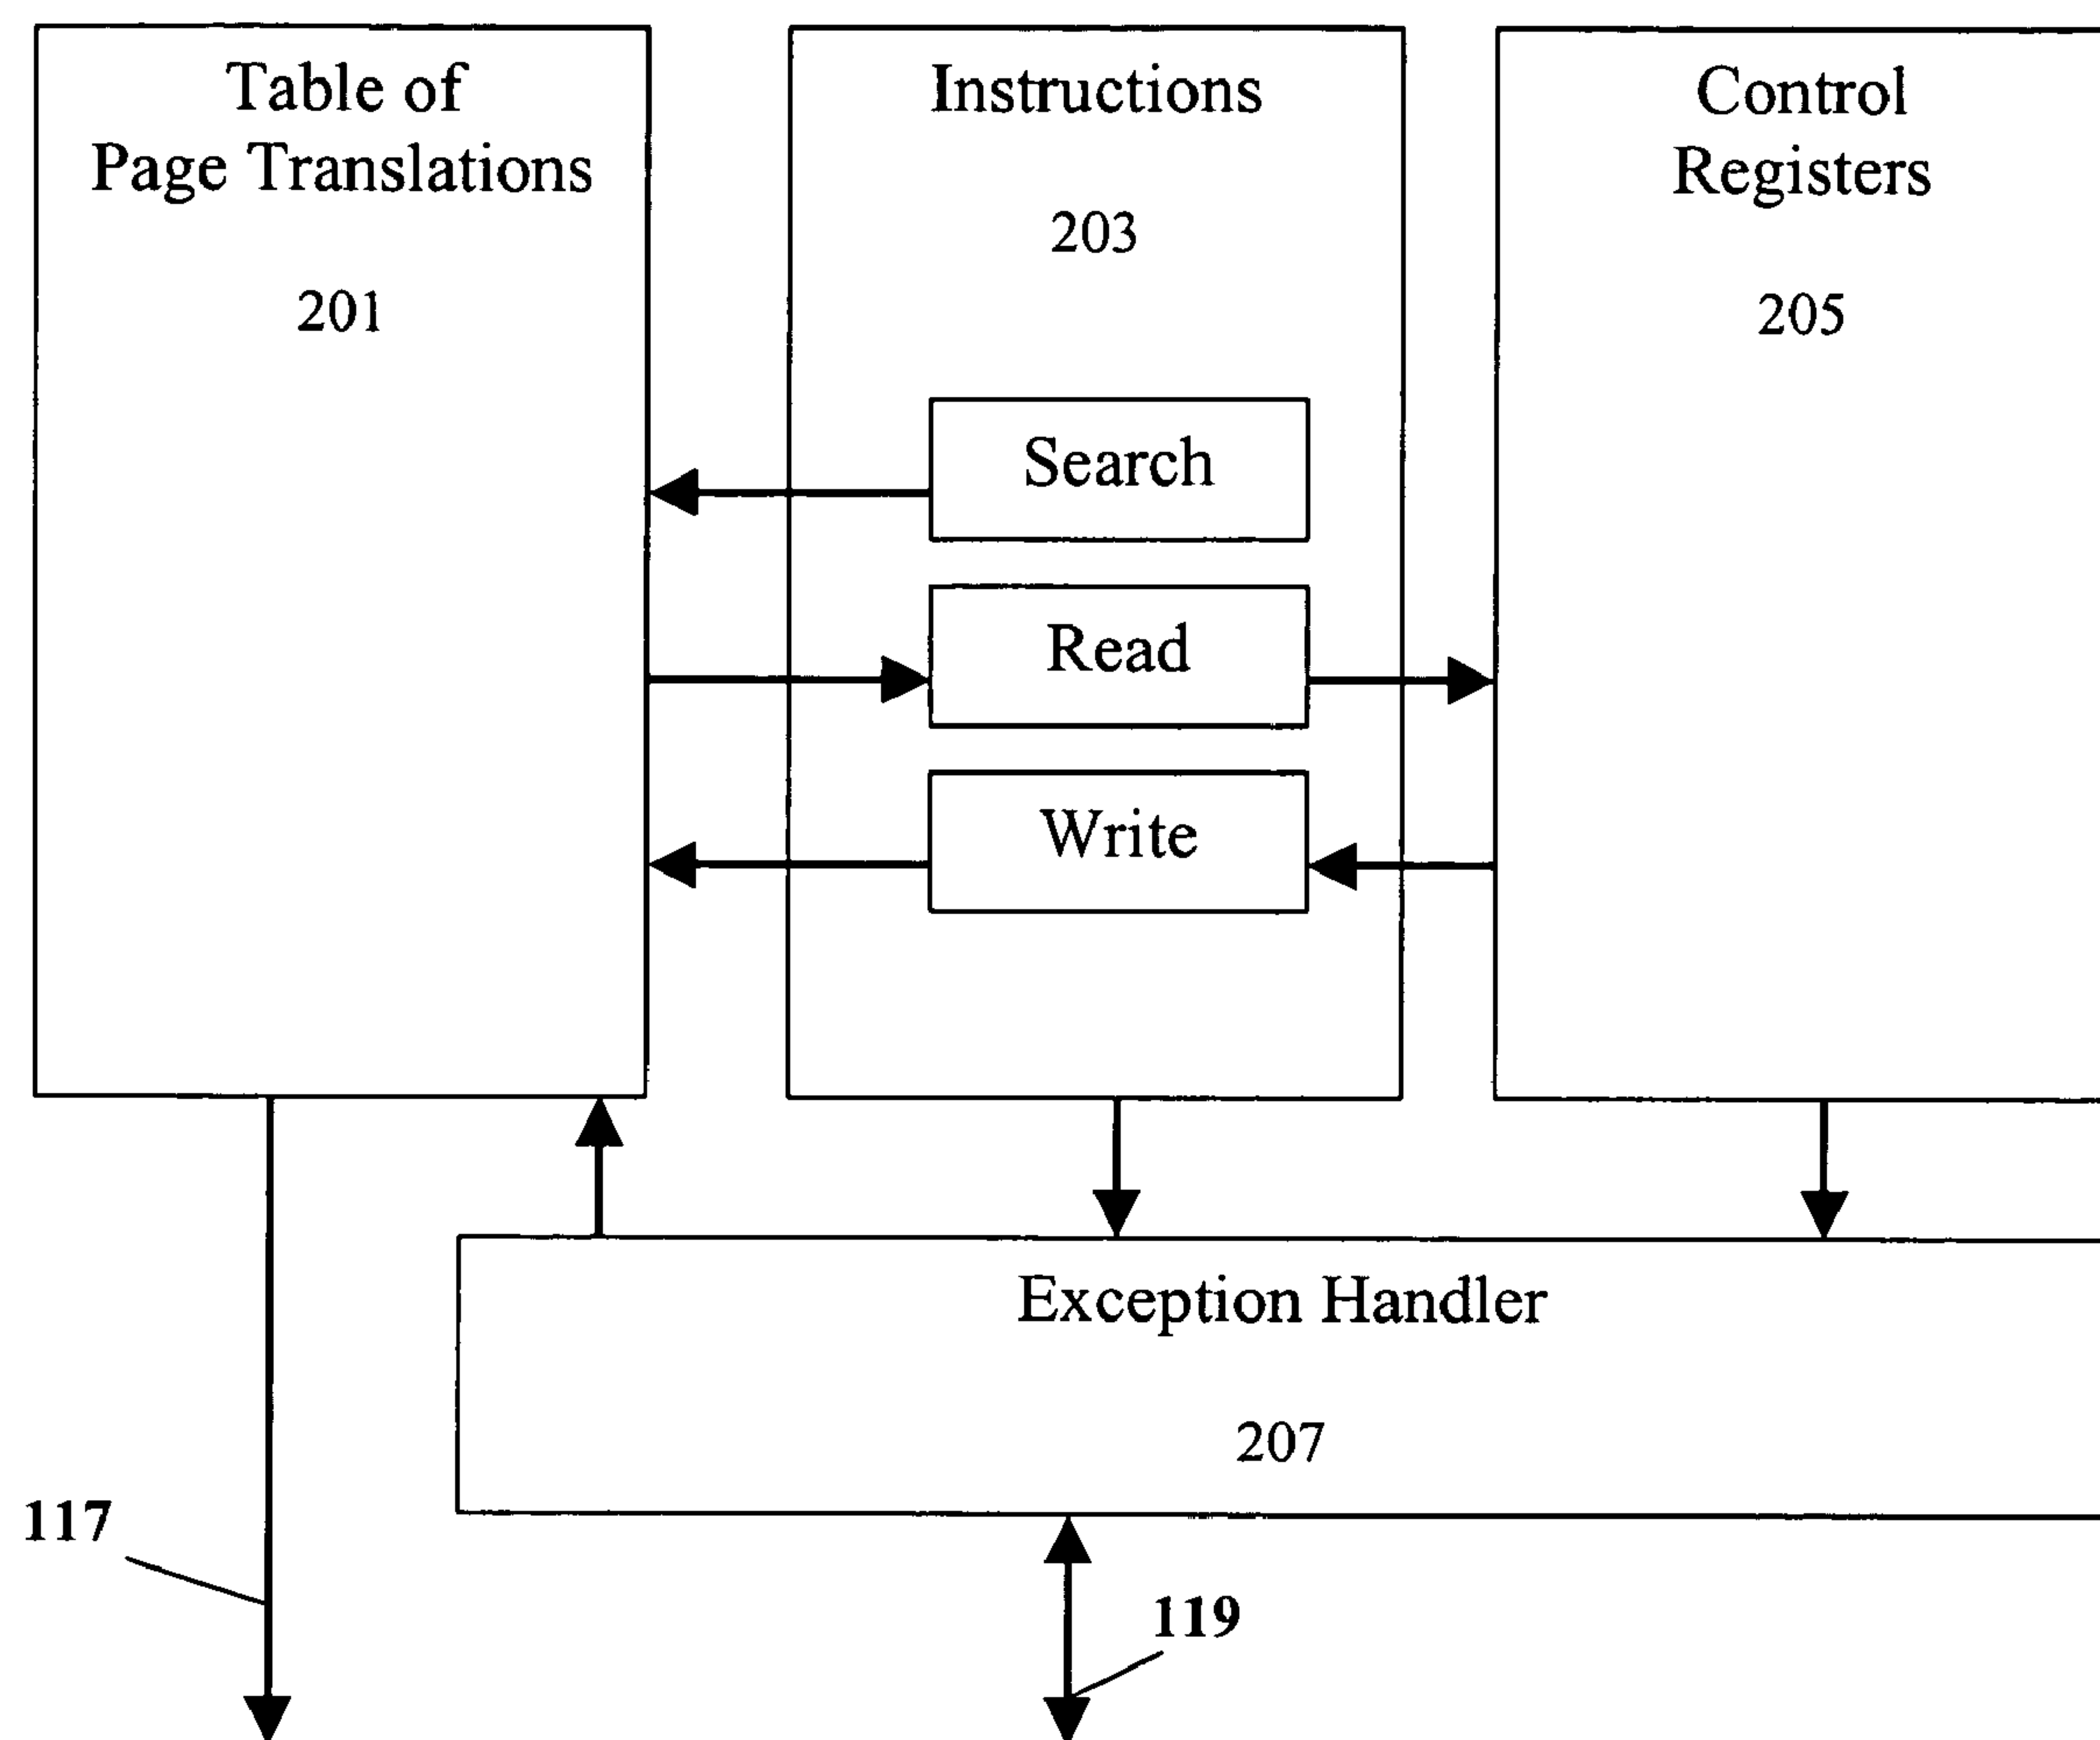 Table of
Page Translations
201
Instructions
203
Control
Registers
205
Search
Read
Write
Exception Handler
207
117
119